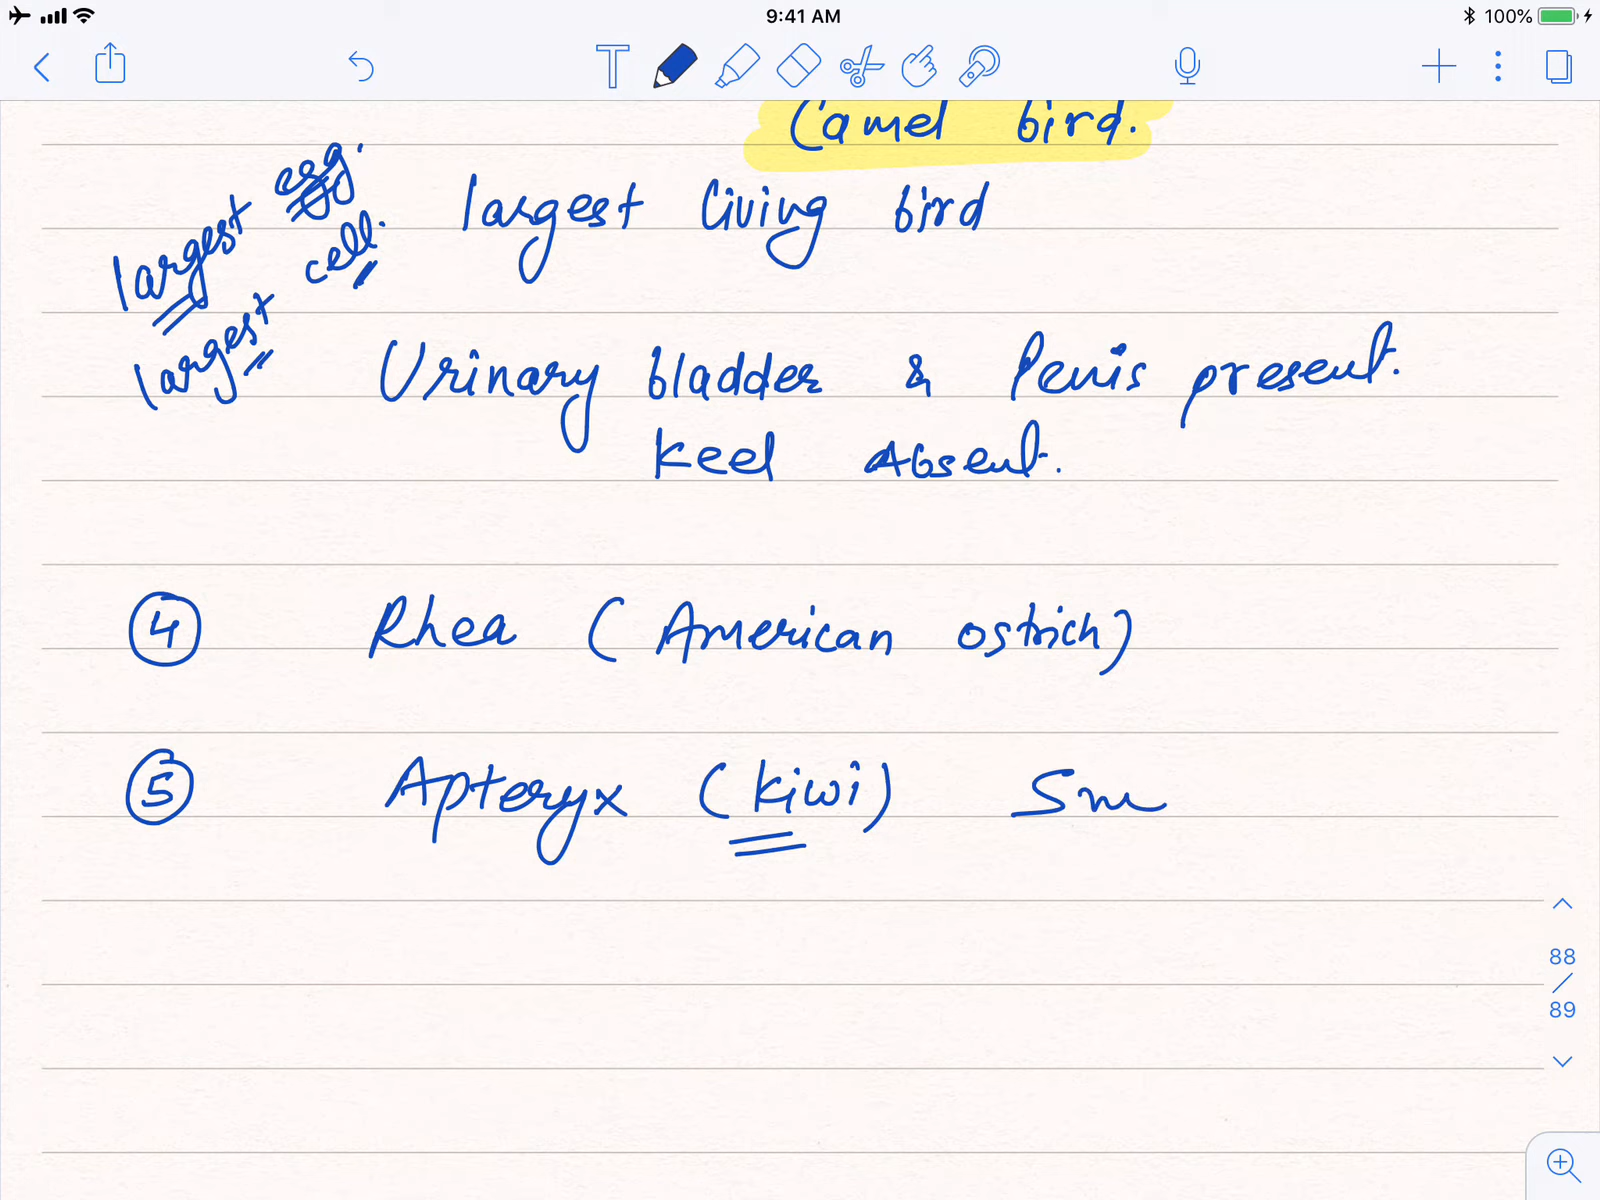 9:41 AM
100%
Camel bird.
largest egg.
largest living bird
largest cell.
Urinary bladder & Penis present.
Keel Absent.
4 Rhea (American ostrich)
5 Apteryx (kiwi) Sm
88
/
89